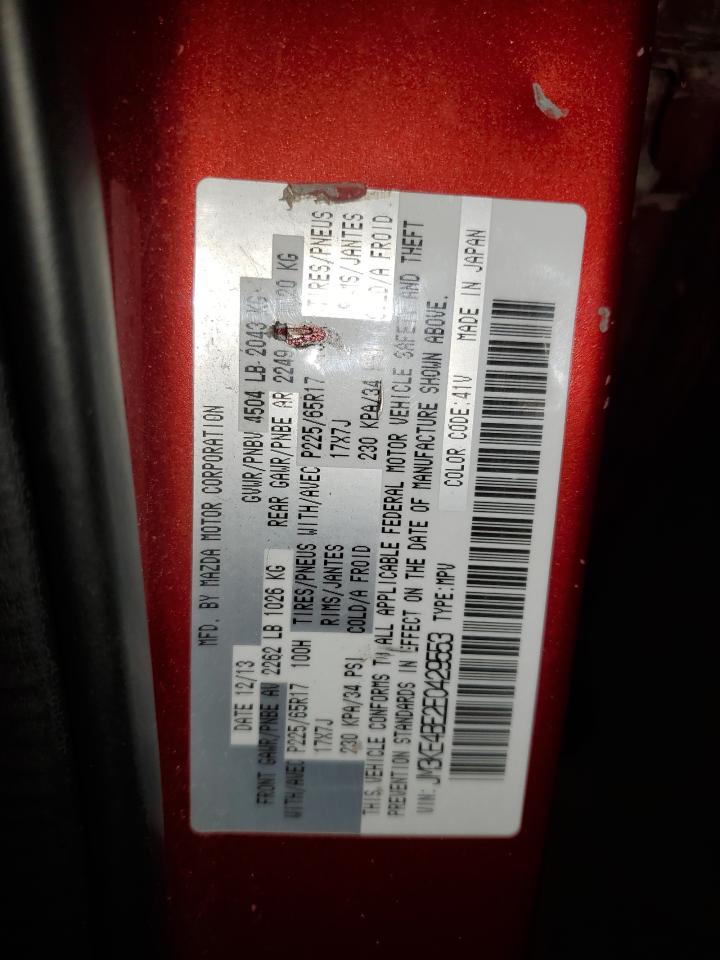 MFD. BY MAZDA MOTOR CORPORATION
DATE 12/13 GVWR/PNBV 4504 LB 2043 KG
FRONT GAWR/PNBE AV 2262 LB 1026 KG REAR GAWR/PNBE AR 2249 KG
WITH/AVEC P225/65R17 100H TIRES/PNEUS WITH/AVEC P225/65R17 TIRES/PNEUS
17X7J RIMS/JANTES 17X7J
230 KPA/34 PSI COLD/A FROID 230 KPA/34 FROID
THIS VEHICLE CONFORMS TO ALL APPLICABLE FEDERAL MOTOR VEHICLE SAFETY AND THEFT
PREVENTION STANDARDS IN EFFECT ON THE DATE OF MANUFACTURE SHOWN ABOVE.
VIN: JM3KE4BE2E0429553 TYPE:MPV COLOR CODE:41V MADE IN JAPAN